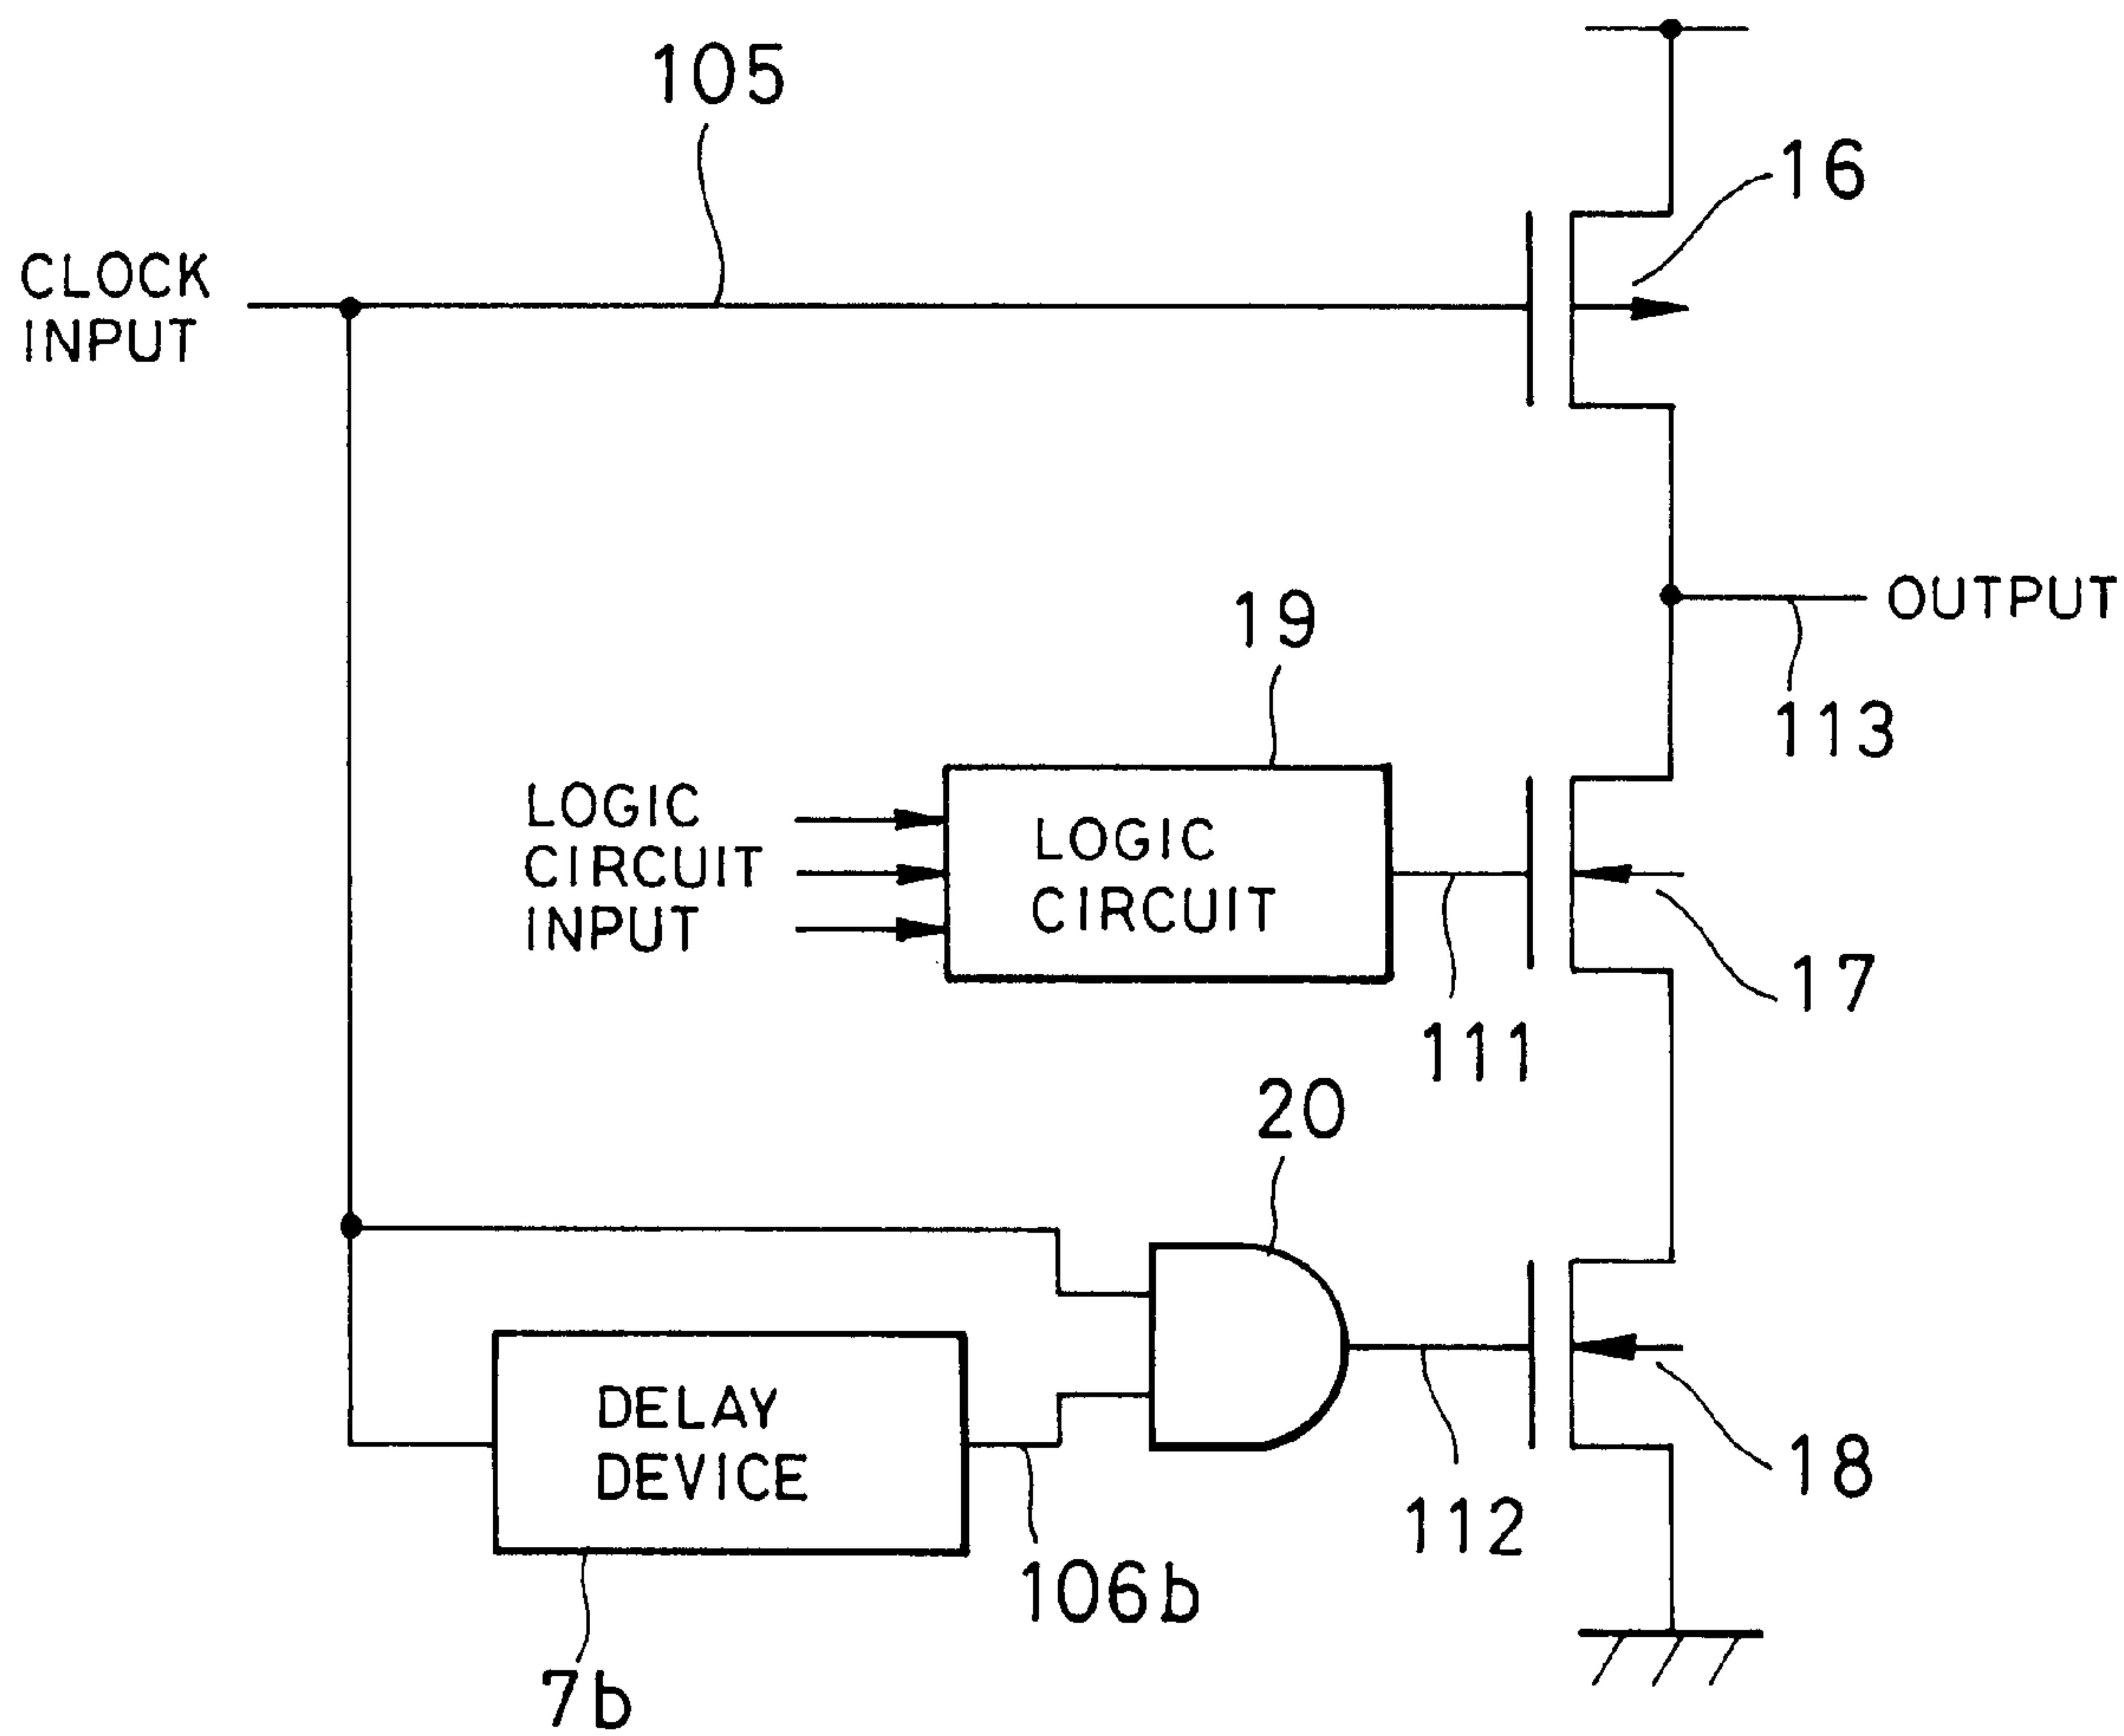 105
16
CLOCK
INPUT
OUTPUT
19
113
LOGIC
CIRCUIT
INPUT
LOGIC
CIRCUIT
17
111
20
DELAY
DEVICE
18
112
106b
7b